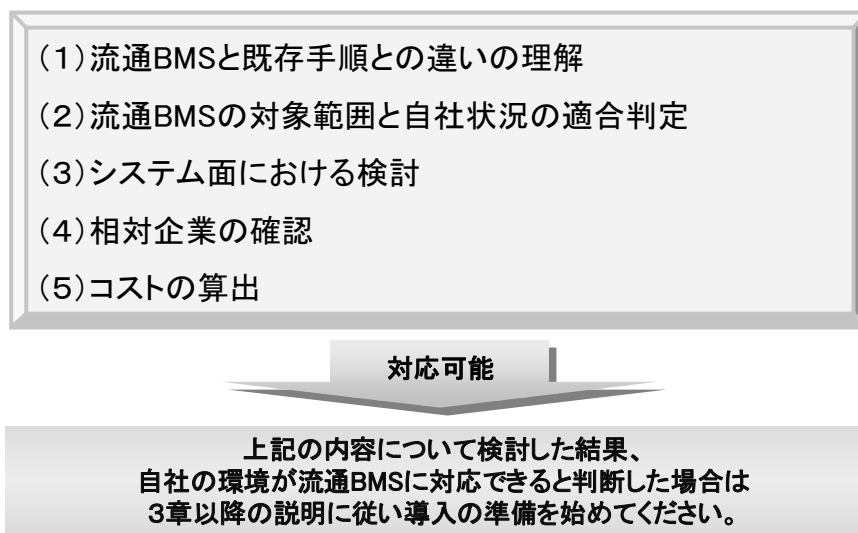 (1)流通BMSと既存手順との違いの理解
(2)流通BMSの対象範囲と自社状況の適合判定
(3)システム面における検討
(4)相対企業の確認
(5)コストの算出
対応可能
上記の内容について検討した結果、
自社の環境が流通BMSに対応できると判断した場合は
3章以降の説明に従い導入の準備を始めてください。